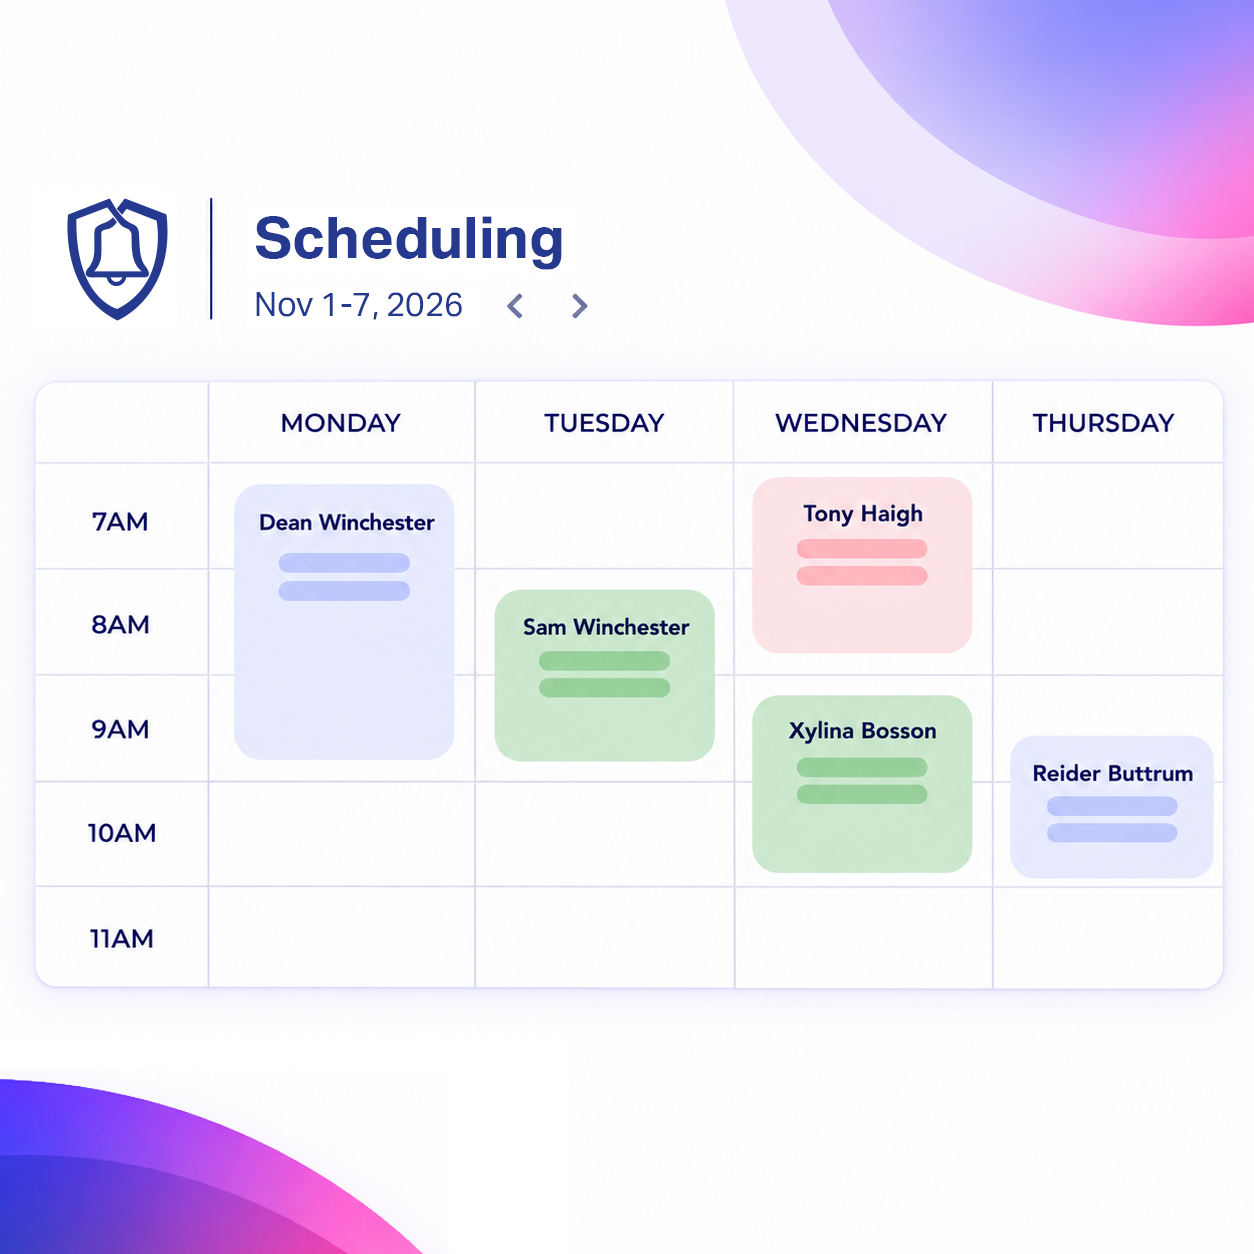 Scheduling
Nov 1-7, 2026
MONDAY TUESDAY WEDNESDAY THURSDAY
7AM
Dean Winchester
Tony Haigh
8AM
Sam Winchester
9AM
Xylina Bosson
Reider Buttrum
10AM
11AM